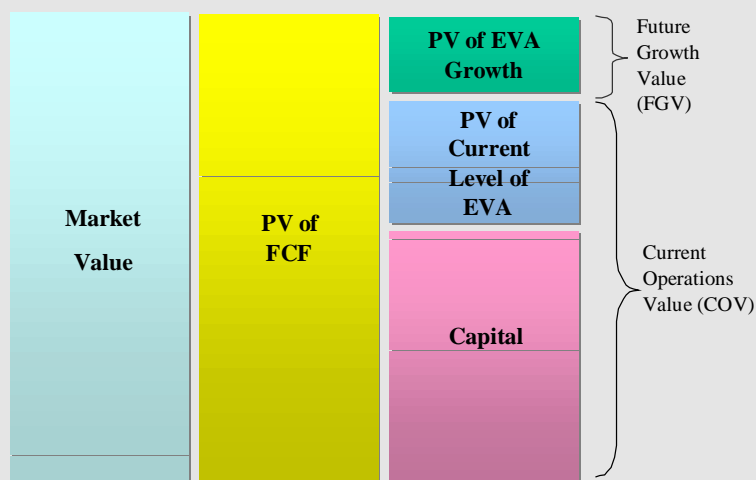 Market
Value
PV of
FCF
PV of EVA
Growth
PV of
Current
Level of
EVA
Capital
Future
Growth
Value
(FGV)
Current
Operations
Value (COV)